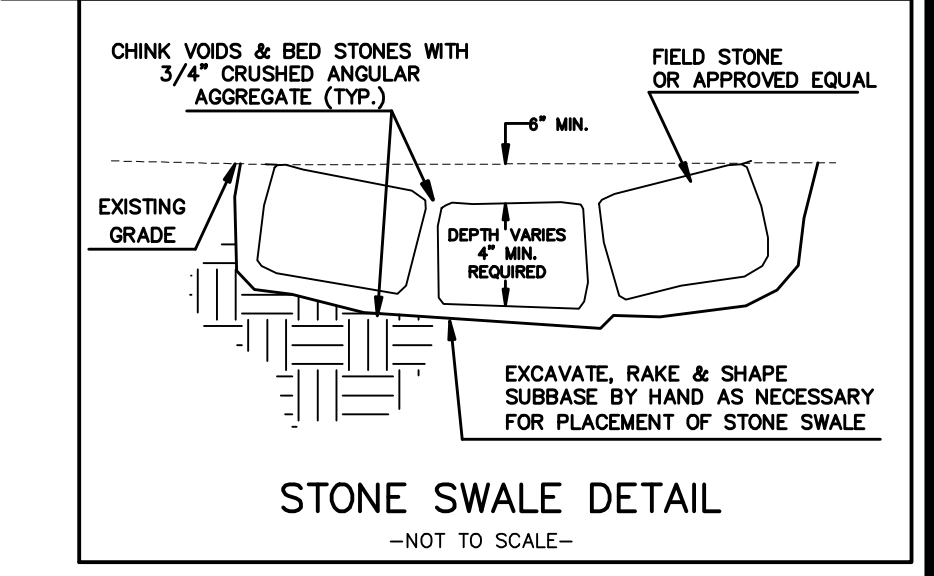 CHINK VOIDS & BED STONES WITH
3/4" CRUSHED ANGULAR
AGGREGATE (TYP.)
FIELD STONE
OR APPROVED EQUAL
6" MIN.
EXISTING
GRADE
DEPTH VARIES
4" MIN.
REQUIRED
EXCAVATE, RAKE & SHAPE
SUBBASE BY HAND AS NECESSARY
FOR PLACEMENT OF STONE SWALE
STONE SWALE DETAIL
-NOT TO SCALE-